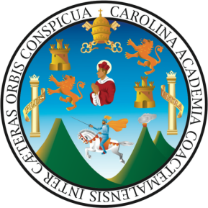 CAROLINA ACADEMIA COACTEMALENSIS INTER CÆTERAS ORBIS CONSPICUA